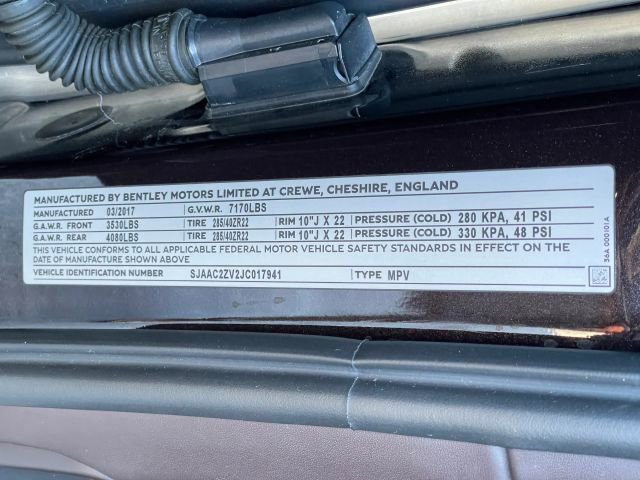 MANUFACTURED BY BENTLEY MOTORS LIMITED AT CREWE, CHESHIRE, ENGLAND
MANUFACTURED 03/2017 G.V.W.R. 7170LBS
G.A.W.R. FRONT 3530LBS TIRE 285/40ZR22 RIM 10"J X 22 PRESSURE (COLD) 280 KPA, 41 PSI
G.A.W.R. REAR 4080LBS TIRE 285/40ZR22 RIM 10"J X 22 PRESSURE (COLD) 330 KPA, 48 PSI
THIS VEHICLE CONFORMS TO ALL APPLICABLE FEDERAL MOTOR VEHICLE SAFETY STANDARDS IN EFFECT ON THE
DATE OF MANUFACTURE SHOWN ABOVE
VEHICLE IDENTIFICATION NUMBER SJAAC2ZV2JC017941 TYPE MPV
36A 000101A